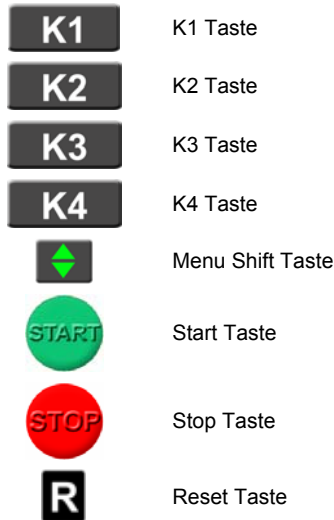 K1 K1 Taste
K2 K2 Taste
K3 K3 Taste
K4 K4 Taste
Menu Shift Taste
START Start Taste
STOP Stop Taste
R Reset Taste